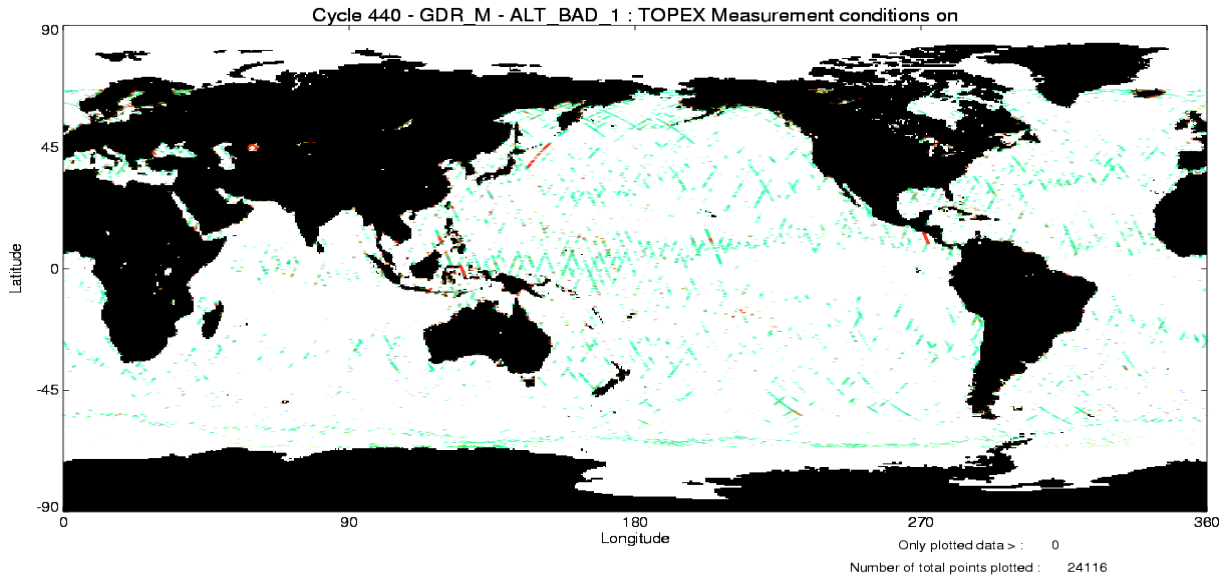 Cycle 440 - GDR_M - ALT_BAD_1 : TOPEX Measurement conditions on
90
45
0
-45
-90
Latitude
0 90 180 270 360
Longitude
Only plotted data > : 0
Number of total points plotted : 24116